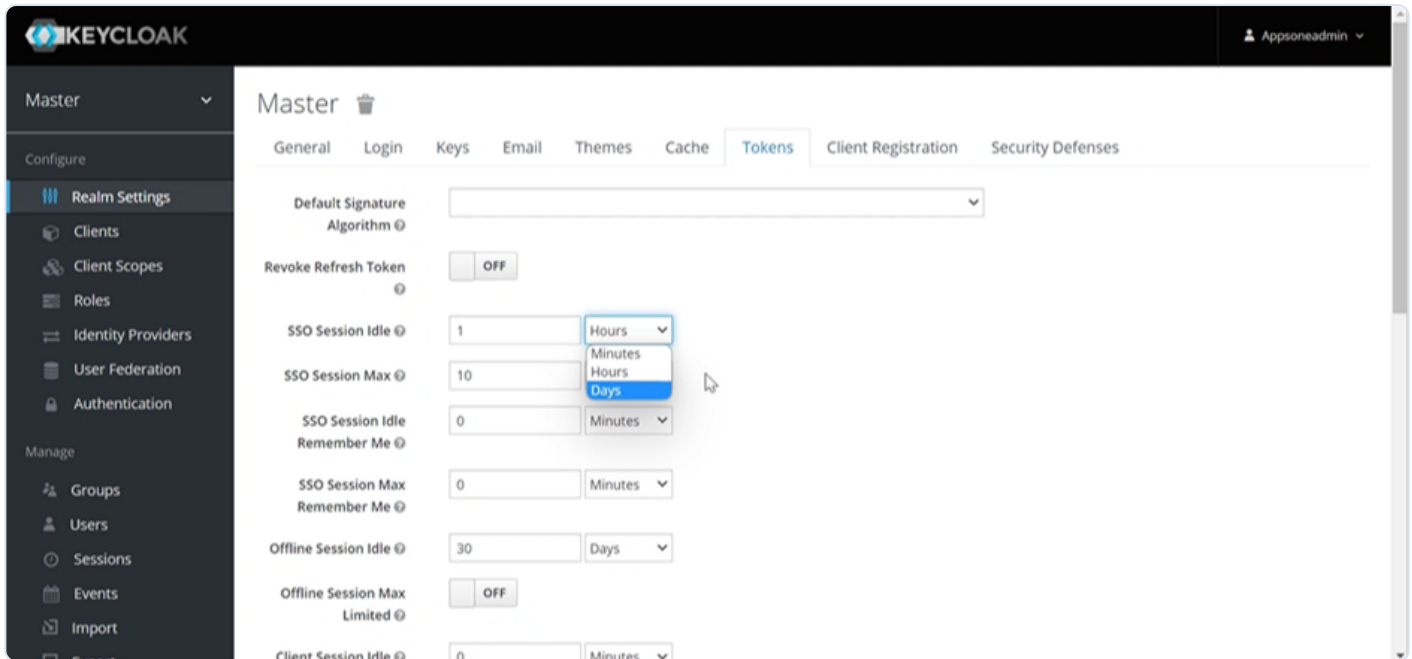 KEYCLOAK
Appsoneadmin
Master
Configure
Realm Settings
Clients
Client Scopes
Roles
Identity Providers
User Federation
Authentication
Manage
Groups
Users
Sessions
Events
Import
Master
General Login Keys Email Themes Cache Tokens Client Registration Security Defenses
Default Signature
Algorithm
Revoke Refresh Token
OFF
SSO Session Idle
1 Hours
Minutes
Hours
Days
SSO Session Max
10
SSO Session Idle
Remember Me
0 Minutes
SSO Session Max
Remember Me
0 Minutes
Offline Session Idle
30 Days
Offline Session Max
Limited
OFF
Client Session Idle
0 Minutes